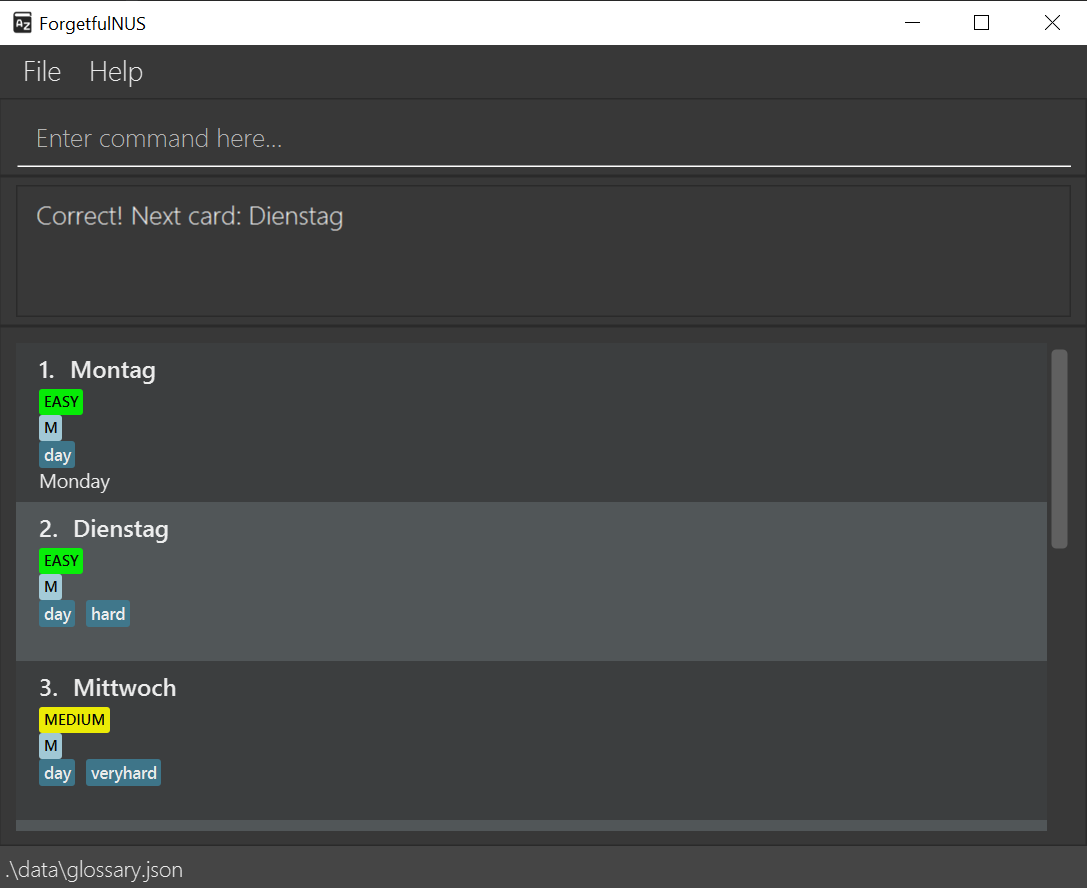 ForgetfulNUS
File Help
Enter command here...
Correct! Next card: Dienstag
1. Montag
EASY
M
day
Monday
2. Dienstag
EASY
M
day hard
3. Mittwoch
MEDIUM
M
day veryhard
.\data\glossary.json